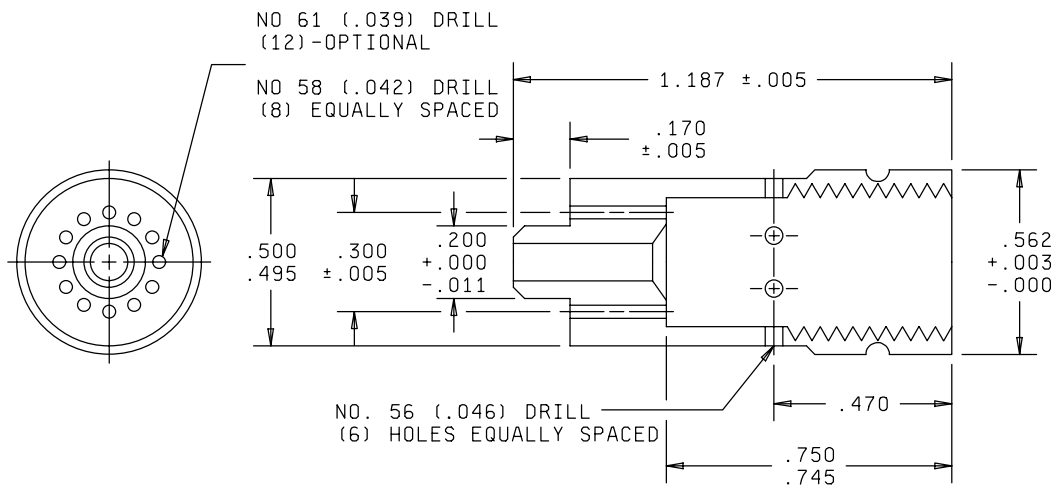 NO 61 (.039) DRILL
(12)-OPTIONAL
NO 58 (.042) DRILL
(8) EQUALLY SPACED
1.187 ±.005
.170
±.005
.500
.495
.300
±.005
.200
+.000
-.011
.562
+.003
-.000
NO. 56 (.046) DRILL
(6) HOLES EQUALLY SPACED
.470
.750
.745